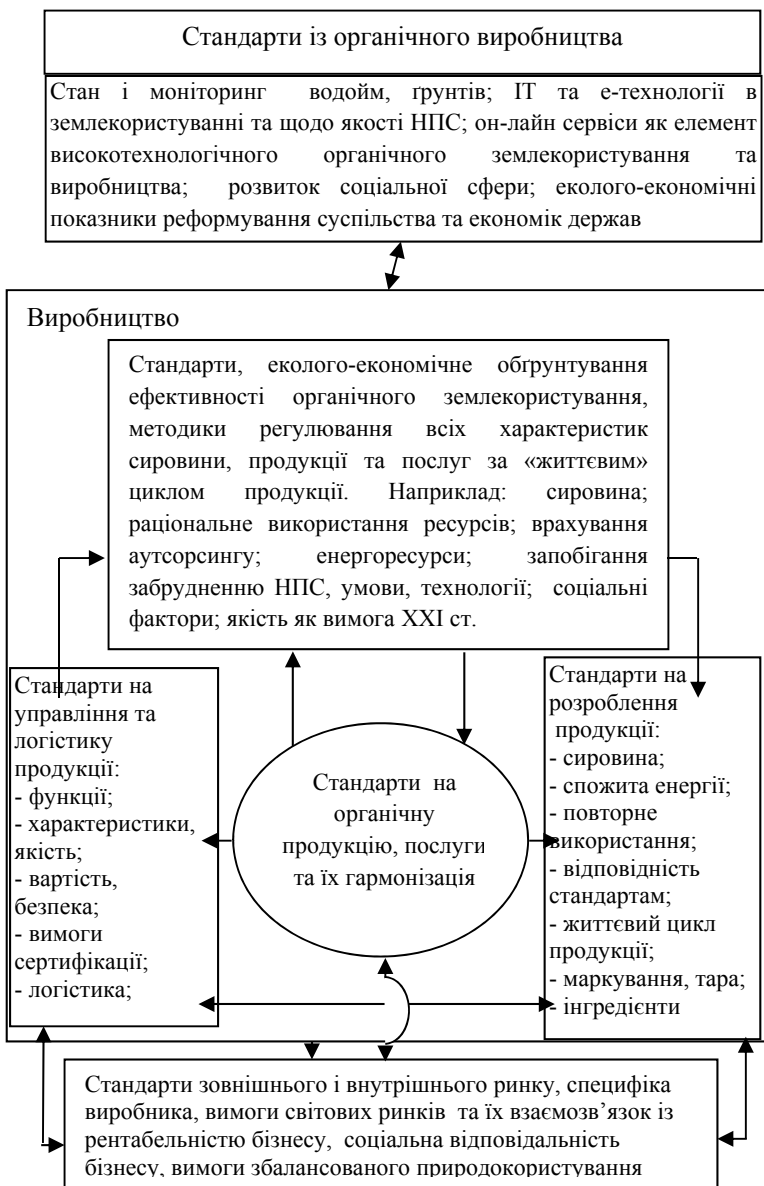 Стандарти із органічного виробництва
Стан і моніторинг водойм, ґрунтів; ІТ та е-технології в
землекористуванні та щодо якості НПС; он-лайн сервіси як елемент
високотехнологічного органічного землекористування та
виробництва; розвиток соціальної сфери; еколого-економічні
показники реформування суспільства та економік держав
Виробництво
Стандарти, еколого-економічне обґрунтування
ефективності органічного землекористування,
методики регулювання всіх характеристик
сировини, продукції та послуг за «життєвим»
циклом продукції. Наприклад: сировина;
раціональне використання ресурсів; врахування
аутсорсингу; енергоресурси; запобігання
забрудненню НПС, умови, технології; соціальні
фактори; якість як вимога ХХІ ст.
Стандарти на
управління та
логістику
продукції:
- функції;
- характеристики,
якість;
- вартість,
безпека;
- вимоги
сертифікації;
- логістика;
Стандарти на
органічну
продукцію, послуги
та їх гармонізація
Стандарти на
розроблення
продукції:
- сировина;
- спожита енергії;
- повторне
використання;
- відповідність
стандартам;
- життєвий цикл
продукції;
- маркування, тара;
- інгредієнти
Стандарти зовнішнього і внутрішнього ринку, специфіка
виробника, вимоги світових ринків та їх взаємозв’язок із
рентабельністю бізнесу, соціальна відповідальність
бізнесу, вимоги збалансованого природокористування